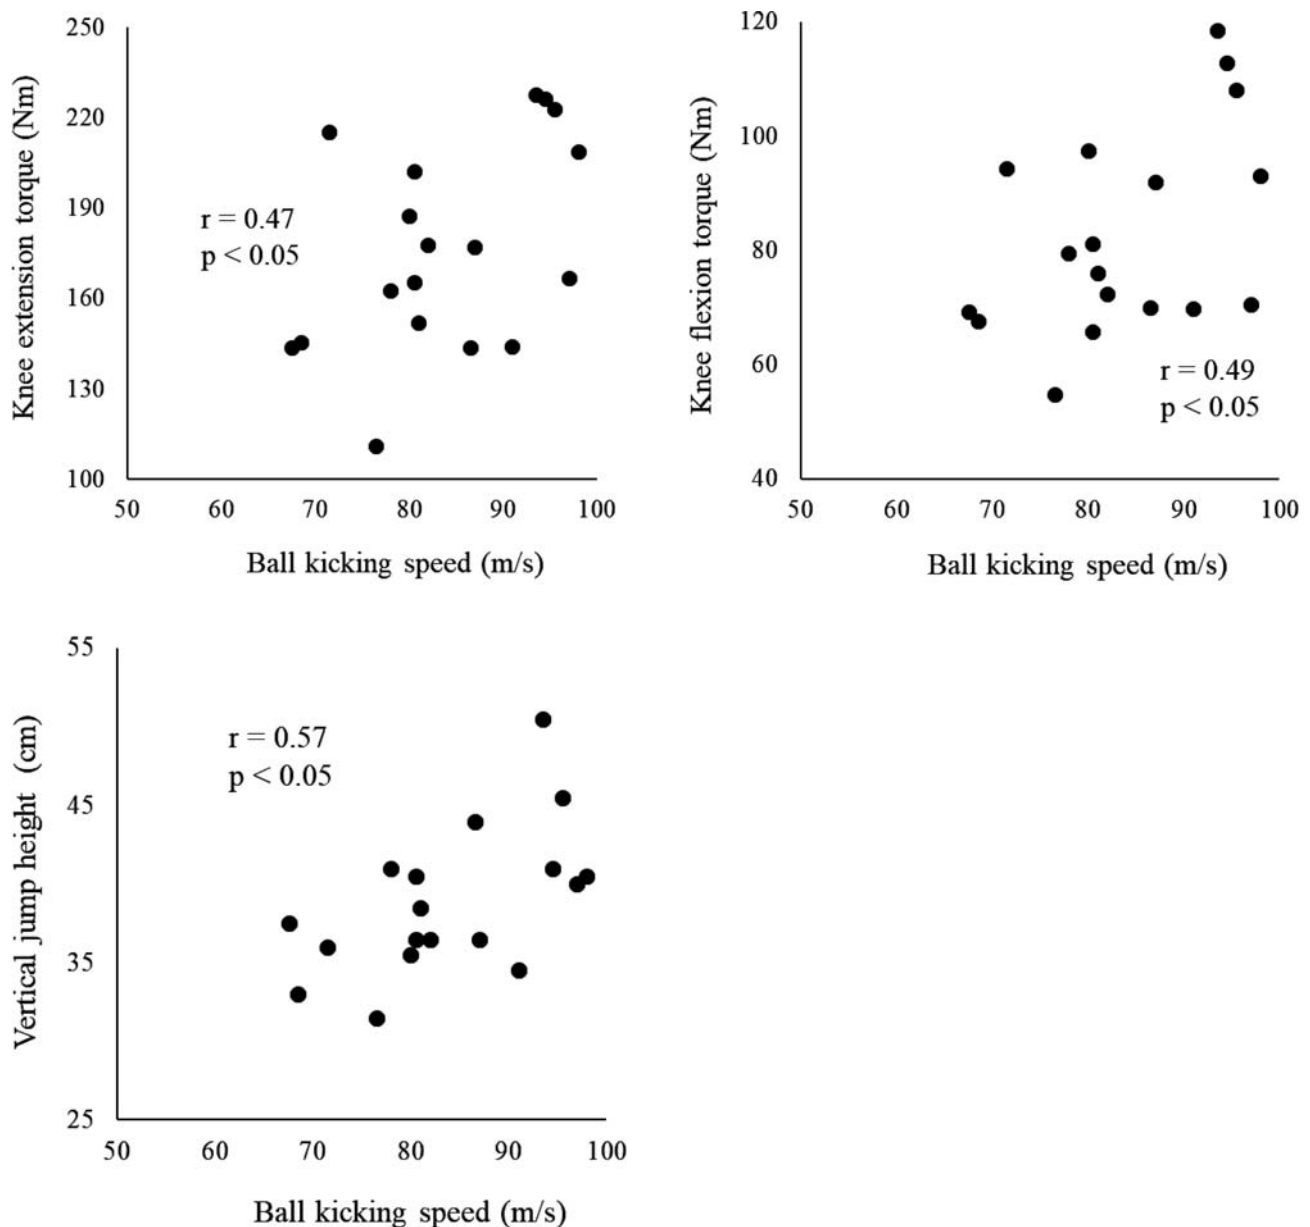 Knee extension torque (Nm)
250
220
190
160
130
100
r = 0.47
p < 0.05
50 60 70 80 90 100
Ball kicking speed (m/s)
Knee flexion torque (Nm)
120
100
80
60
40
r = 0.49
p < 0.05
50 60 70 80 90 100
Ball kicking speed (m/s)
Vertical jump height (cm)
55
45
35
25
r = 0.57
p < 0.05
50 60 70 80 90 100
Ball kicking speed (m/s)